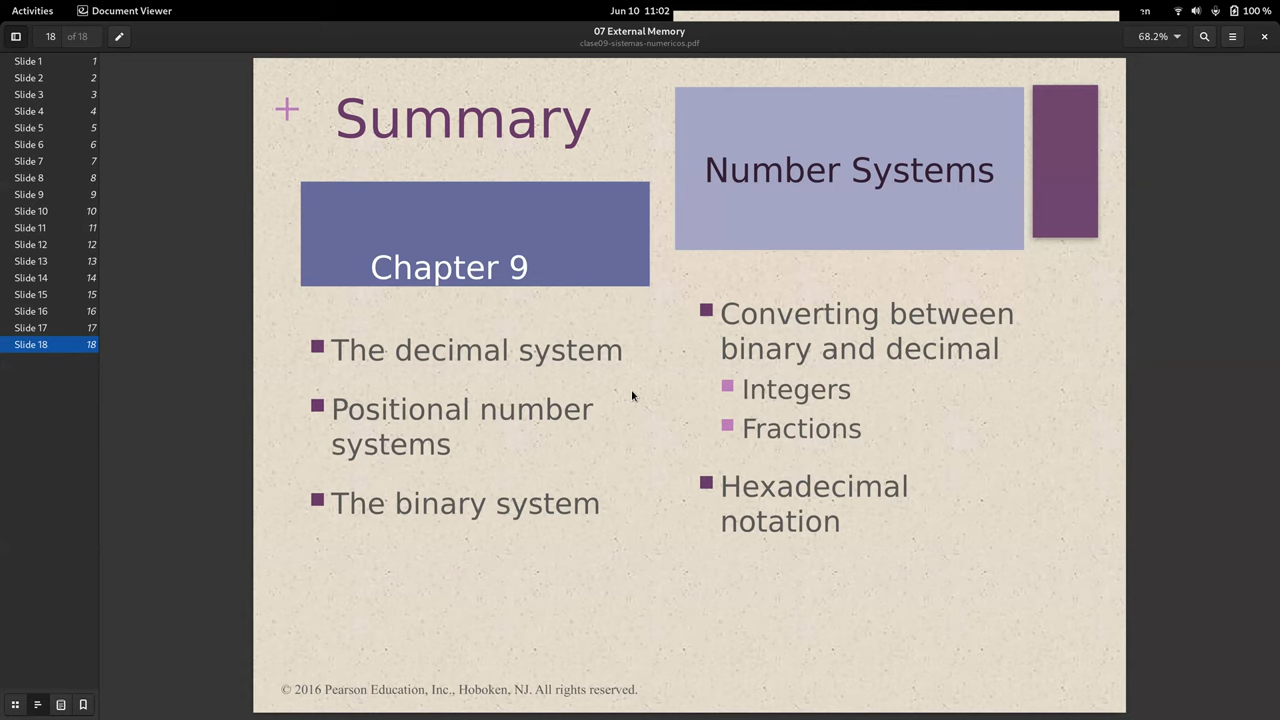 Activities
Document Viewer
Jun 10 11:02
100 %
18 of 18
07 External Memory
clase09-sistemas-numericos.pdf
68.2%
Slide 1 1
Slide 2 2
Slide 3 3
Slide 4 4
Slide 5 5
Slide 6 6
Slide 7 7
Slide 8 8
Slide 9 9
Slide 10 10
Slide 11 11
Slide 12 12
Slide 13 13
Slide 14 14
Slide 15 15
Slide 16 16
Slide 17 17
Slide 18 18
+ Summary
Chapter 9
The decimal system
Positional number
systems
The binary system
Number Systems
Converting between
binary and decimal
Integers
Fractions
Hexadecimal
notation
© 2016 Pearson Education, Inc., Hoboken, NJ. All rights reserved.